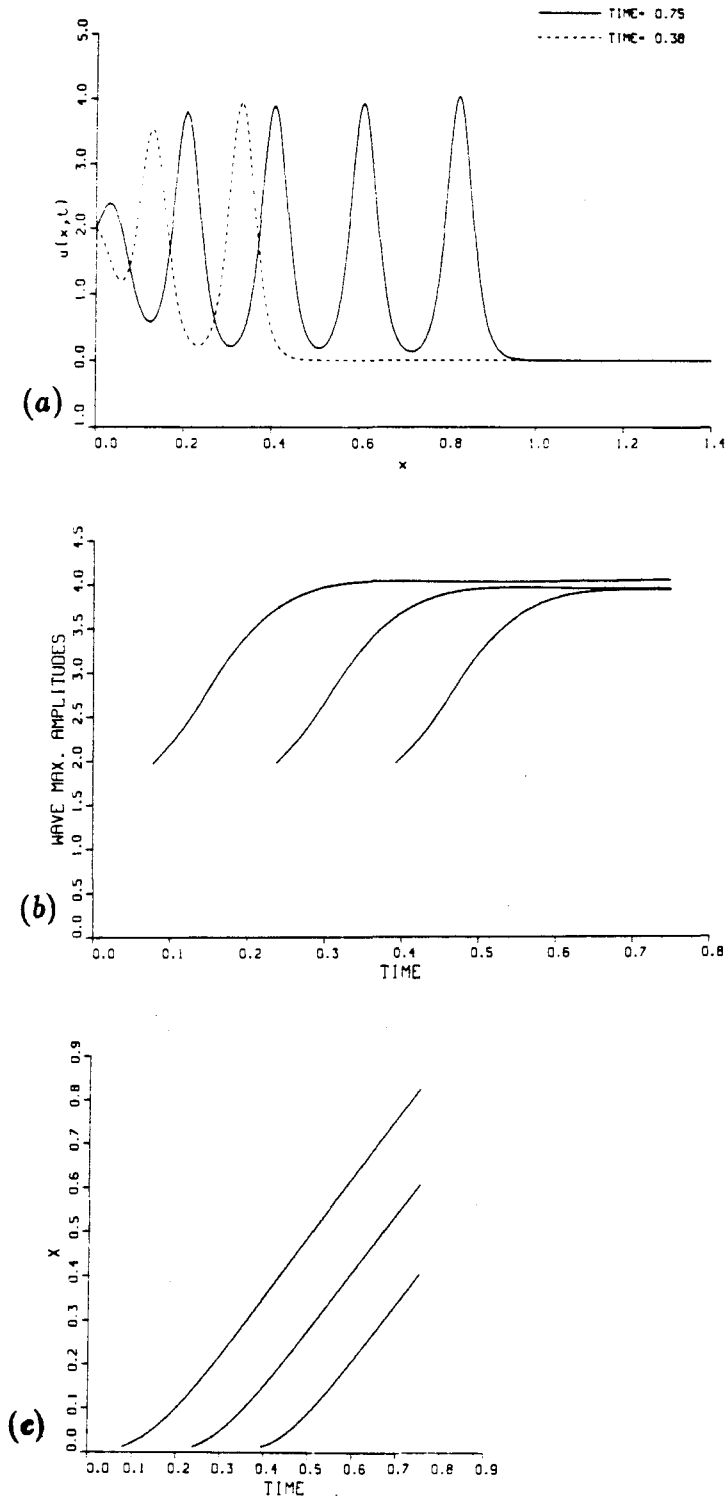 TIME= 0.75
TIME= 0.38
5.0
4.0
3.0
2.0
1.0
0.0
1.0
u(x,t)
0.0 0.2 0.4 0.6 0.8 1.0 1.2 1.4
x
(a)
4.5
4.0
3.5
3.0
2.5
2.0
1.5
1.0
0.5
0.0
WAVE MAX. AMPLITUDES
0.0 0.1 0.2 0.3 0.4 0.5 0.6 0.7 0.8
TIME
(b)
0.9
0.8
0.7
0.6
0.5
0.4
0.3
0.2
0.1
0.0
X
0.0 0.1 0.2 0.3 0.4 0.5 0.6 0.7 0.8 0.9
TIME
(c)